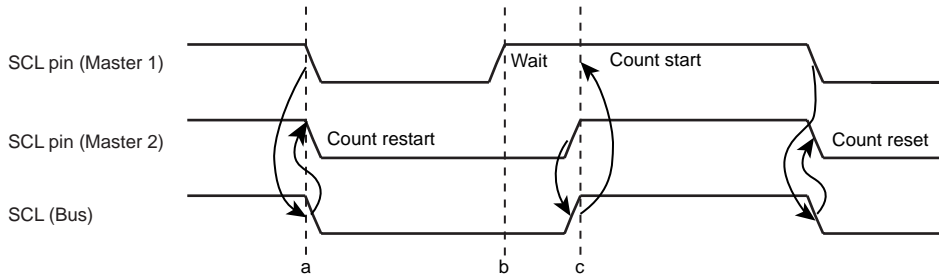 SCL pin (Master 1)
Wait
Count start
SCL pin (Master 2)
Count restart
Count reset
SCL (Bus)
a
b
c